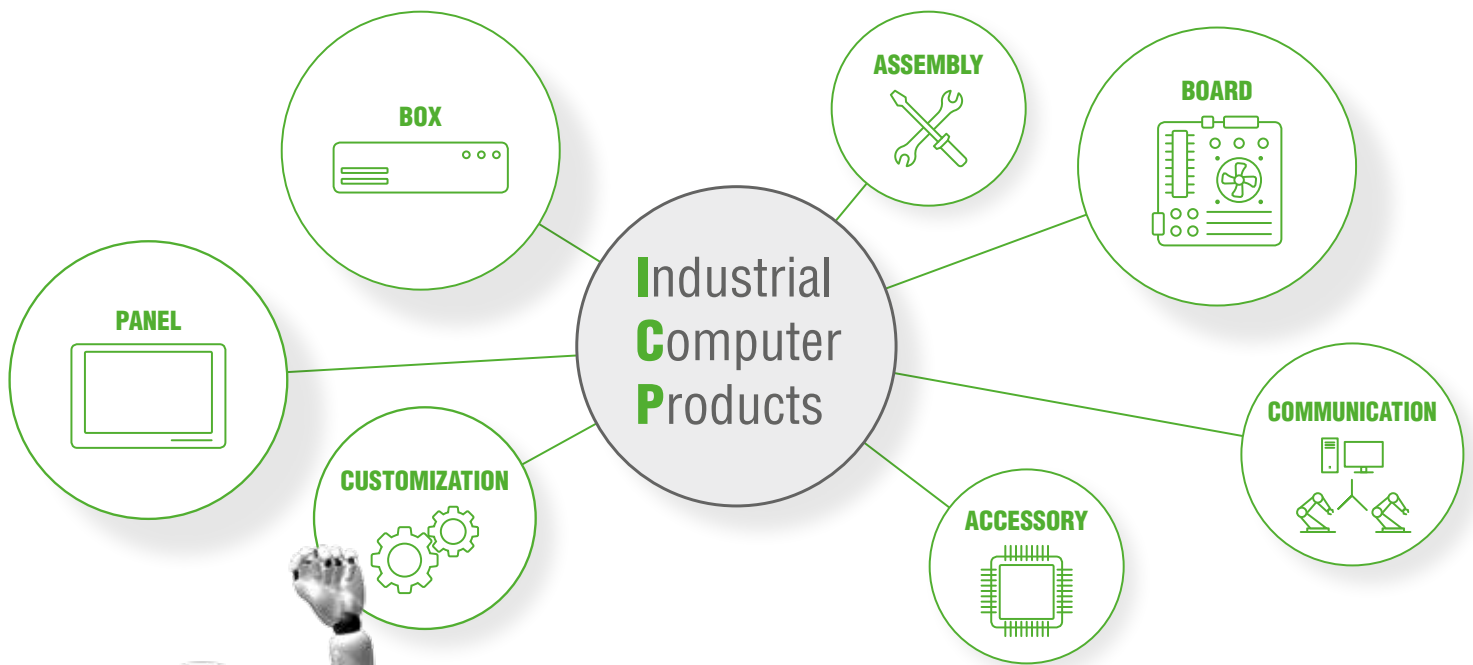 ASSEMBLY
BOARD
BOX
Industrial
Computer
Products
PANEL
COMMUNICATION
CUSTOMIZATION
ACCESSORY